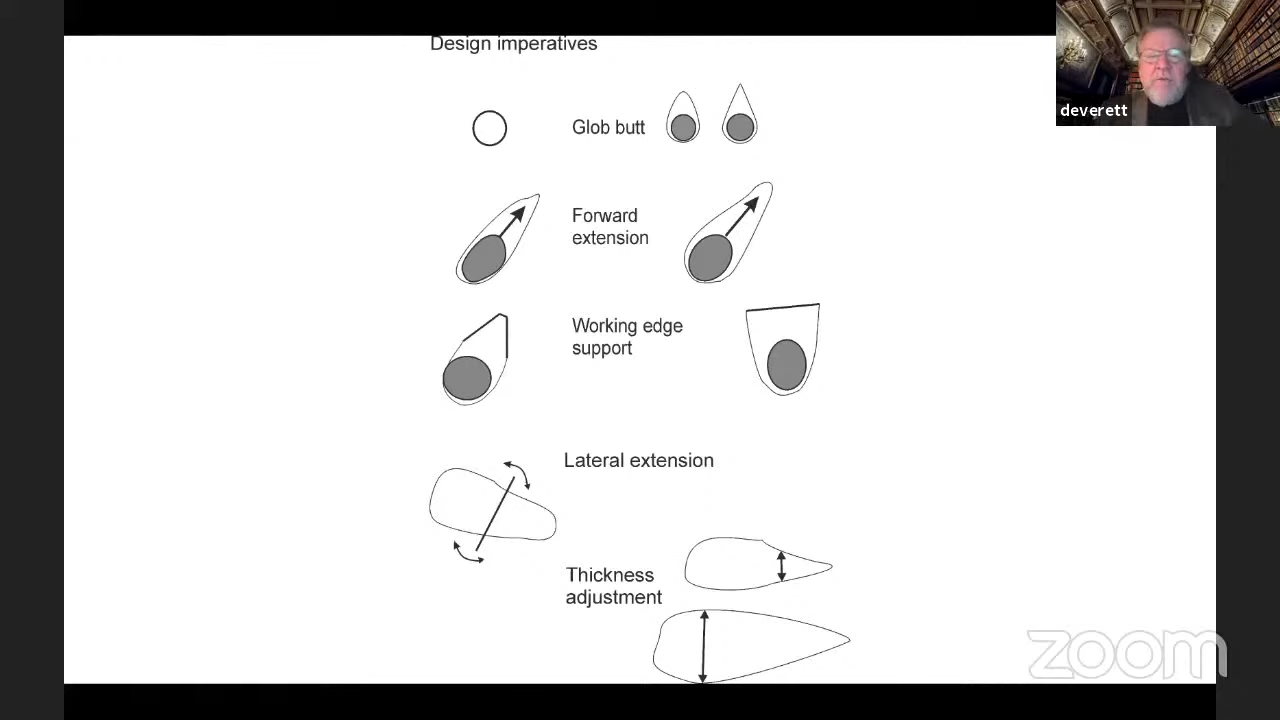 Design imperatives
deverett
Glob butt
Forward
extension
Working edge
support
Lateral extension
Thickness
adjustment
zoom